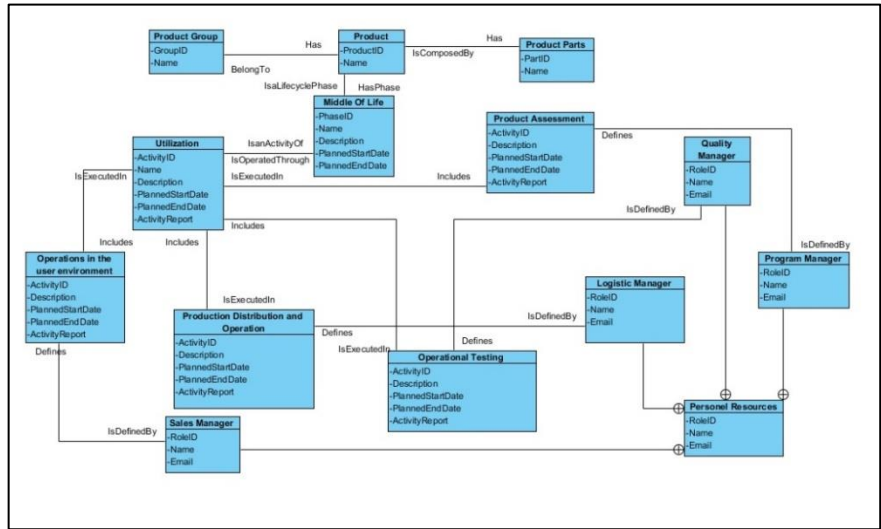 Product Group
-GroupID
-Name
Has
BelongTo
Product
-ProductID
-Name
Has
IsComposedBy
Product Parts
-PartID
-Name
IsaLifecyclePhase
HasPhase
Middle Of Life
-PhaseID
-Name
-Description
-PlannedStartDate
-PlannedEndDate
Utilization
-ActivityID
-Name
-Description
-PlannedStartDate
-PlannedEndDate
-ActivityReport
IsanActivityOf
IsOperatedThrough
IsExecutedIn
Includes
Product Assessment
-ActivityID
-Description
-PlannedStartDate
-PlannedEndDate
-ActivityReport
Defines
Quality
Manager
-RoleID
-Name
-Email
IsExecutedIn
Includes
Includes
Includes
IsDefinedBy
IsDefinedBy
Operations in the
user environment
-ActivityID
-Description
-PlannedStartDate
-PlannedEndDate
-ActivityReport
Defines
IsExecutedIn
Production Distribution and
Operation
-ActivityID
-Description
-PlannedStartDate
-PlannedEndDate
-ActivityReport
Defines
IsExecutedIn
Defines
IsDefinedBy
Logistic Manager
-RoleID
-Name
-Email
Program Manager
-RoleID
-Name
-Email
Operational Testing
-ActivityID
-Description
-PlannedStartDate
-PlannedEndDate
-ActivityReport
Personel Resources
-RoleID
-Name
-Email
IsDefinedBy
Sales Manager
-RoleID
-Name
-Email